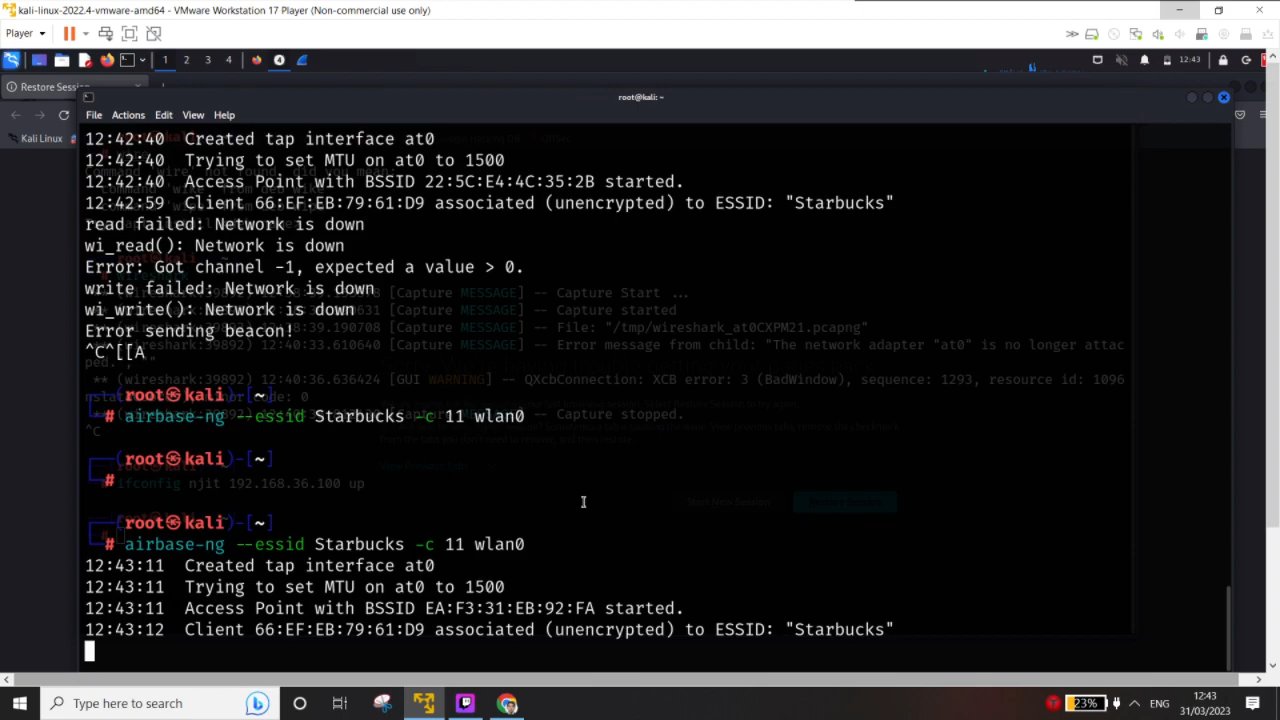 kali-linux-2022.4-vmware-amd64 - VMware Workstation 17 Player (Non-commercial use only)
Player
1 2 3 4
12:43
Restore Session
Kali Linux
root@kali: ~
File Actions Edit View Help
12:42:40 Created tap interface at0
12:42:40 Trying to set MTU on at0 to 1500
12:42:40 Access Point with BSSID 22:5C:E4:4C:35:2B started.
12:42:59 Client 66:EF:EB:79:61:D9 associated (unencrypted) to ESSID: "Starbucks"
read failed: Network is down
wi_read(): Network is down
Error: Got channel -1, expected a value > 0.
write failed: Network is down
[Capture MESSAGE] -- Capture Start ...
wi_write(): Network is down
[Capture MESSAGE] -- Capture started
Error sending beacon!
[Capture MESSAGE] -- File: "/tmp/wireshark_at0CXPM21.pcapng"
^C^[[A
** (wireshark:39892) 12:40:33.610640 [Capture MESSAGE] -- Error message from child: "The network adapter "at0" is no longer attac
ped.
** (wireshark:39892) 12:40:36.636424 [GUI WARNING] -- QXcbConnection: XCB error: 3 (BadWindow), sequence: 1293, resource id: 1096
┌──(root㉿kali)-[~]
└─# airbase-ng --essid Starbucks -c 11 wlan0
-- Capture stopped.
^C
┌──(root㉿kali)-[~]
└─#
ifconfig njit 192.168.36.100 up
┌──(root㉿kali)-[~]
└─# airbase-ng --essid Starbucks -c 11 wlan0
12:43:11 Created tap interface at0
12:43:11 Trying to set MTU on at0 to 1500
12:43:11 Access Point with BSSID EA:F3:31:EB:92:FA started.
12:43:12 Client 66:EF:EB:79:61:D9 associated (unencrypted) to ESSID: "Starbucks"
Type here to search
23%
ENG
12:43
31/03/2023